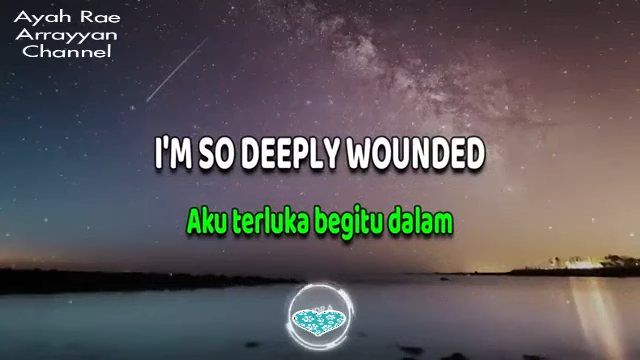 Ayah Rae
Arrayyan
Channel
I'M SO DEEPLY WOUNDED
Aku terluka begitu dalam